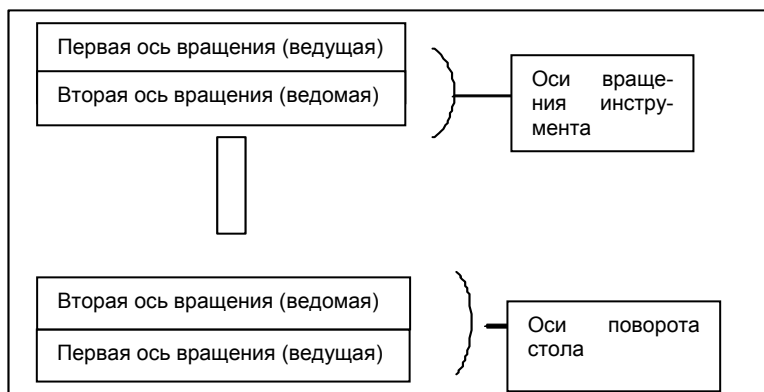 Первая ось вращения (ведущая)
Вторая ось вращения (ведомая)
Оси враще-
ния инстру-
мента
Вторая ось вращения (ведомая)
Первая ось вращения (ведущая)
Оси поворота
стола